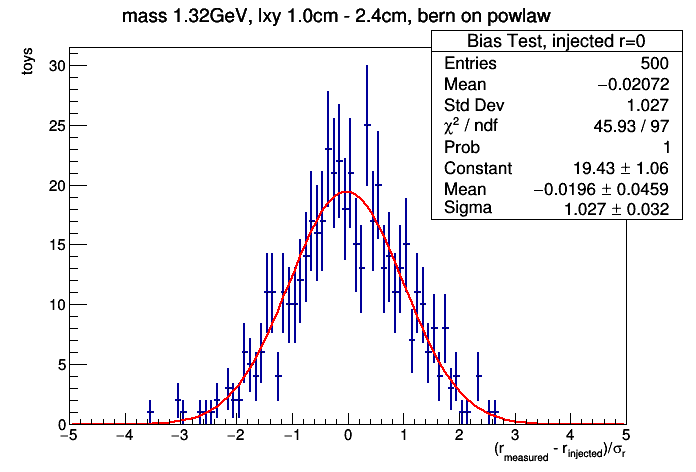 mass 1.32GeV, lxy 1.0cm - 2.4cm, bern on powlaw
Bias Test, injected r=0
Entries 500
Mean −0.02072
Std Dev 1.027
χ² / ndf 45.93 / 97
Prob 1
Constant 19.43 ± 1.06
Mean −0.0196 ± 0.0459
Sigma 1.027 ± 0.032
toys
30
25
20
15
10
5
0
−5 −4 −3 −2 −1 0 1 2 3 4 5
(r_measured - r_injected)/σ_r